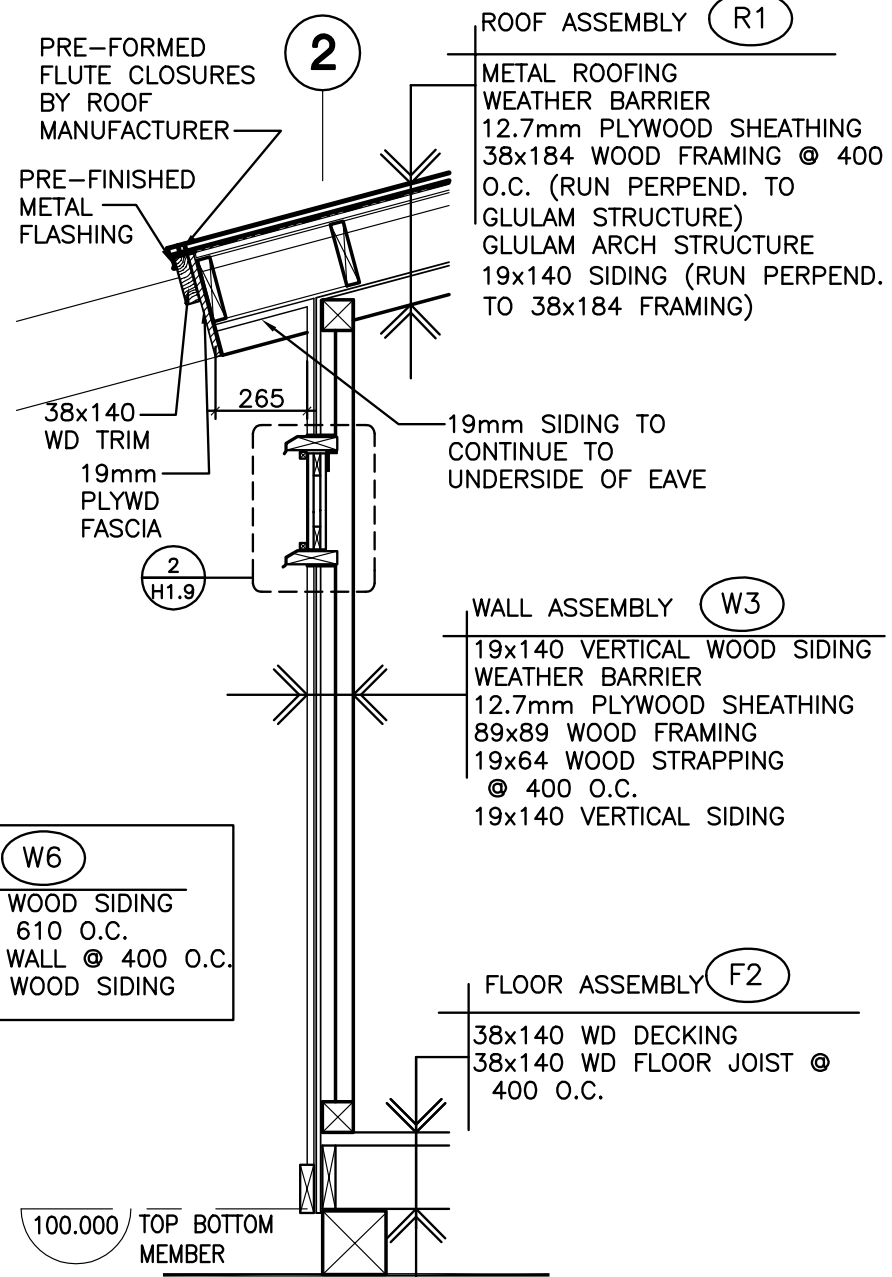 PRE-FORMED
FLUTE CLOSURES
BY ROOF
MANUFACTURER
2
PRE-FINISHED
METAL
FLASHING
ROOF ASSEMBLY R1
METAL ROOFING
WEATHER BARRIER
12.7mm PLYWOOD SHEATHING
38x184 WOOD FRAMING @ 400
O.C. (RUN PERPEND. TO
GLULAM STRUCTURE)
GLULAM ARCH STRUCTURE
19x140 SIDING (RUN PERPEND.
TO 38x184 FRAMING)
265
38x140
WD TRIM
19mm
PLYWD
FASCIA
19mm SIDING TO
CONTINUE TO
UNDERSIDE OF EAVE
2
H1.9
WALL ASSEMBLY W3
19x140 VERTICAL WOOD SIDING
WEATHER BARRIER
12.7mm PLYWOOD SHEATHING
89x89 WOOD FRAMING
19x64 WOOD STRAPPING
@ 400 O.C.
19x140 VERTICAL SIDING
W6
WOOD SIDING
610 O.C.
WALL @ 400 O.C.
WOOD SIDING
FLOOR ASSEMBLY F2
38x140 WD DECKING
38x140 WD FLOOR JOIST @
400 O.C.
100.000 TOP BOTTOM
MEMBER